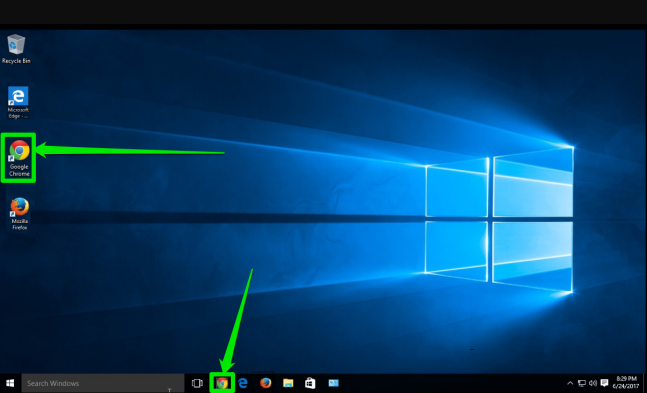 Recycle Bin
Microsoft
Edge - ...
Google
Chrome
Mozilla
Firefox
Search Windows
8:29 PM
6/24/2017